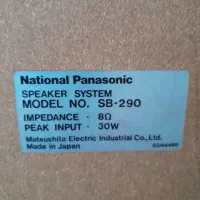 National Panasonic
SPEAKER SYSTEM
MODEL NO. SB-290
IMPEDANCE · 8Ω
PEAK INPUT · 30W
Matsushita Electric Industrial Co., Ltd.
Made in Japan